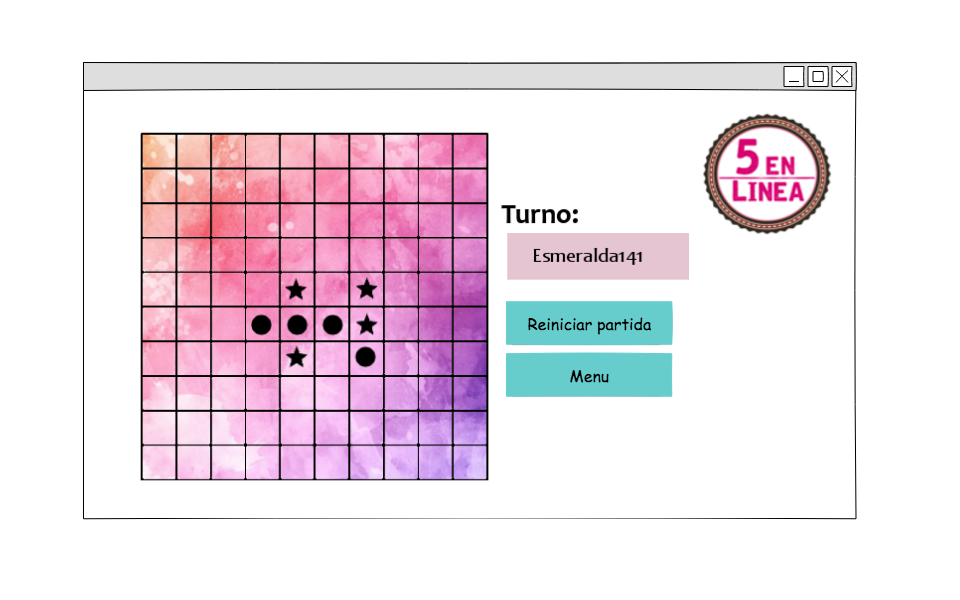 5 EN
LINEA
Turno:
Esmeralda141
Reiniciar partida
Menu